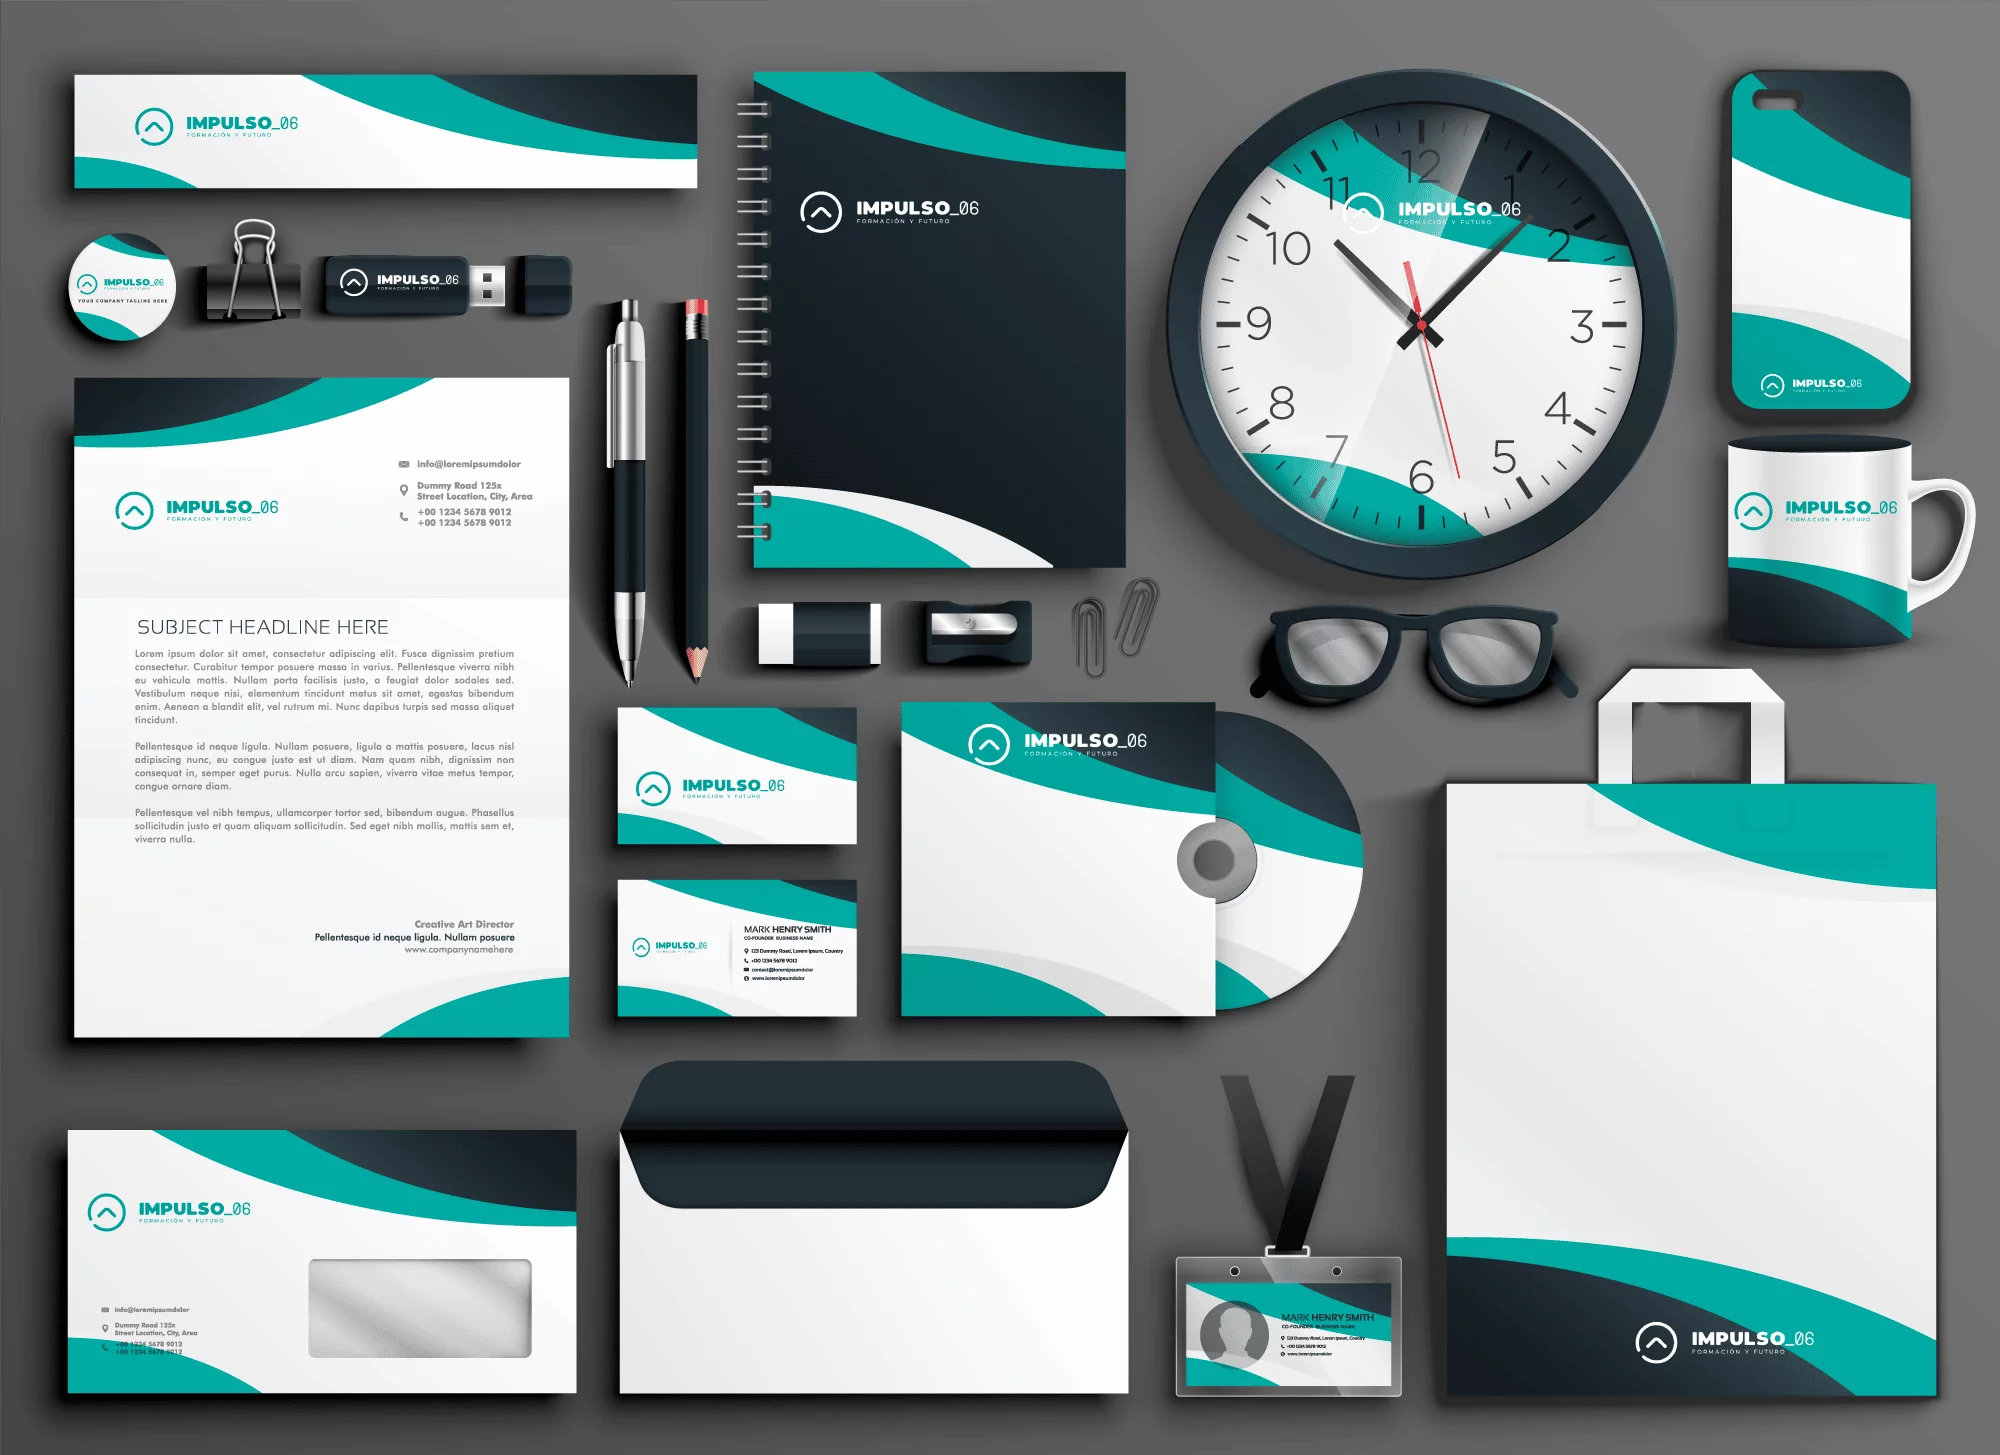 IMPULSO_06
FORMACIÓN Y FUTURO
IMPULSO_06
FORMACIÓN Y FUTURO
YOUR COMPANY TAGLINE HERE
IMPULSO_06
FORMACIÓN Y FUTURO
IMPULSO_06
FORMACIÓN Y FUTURO
12
1
2
3
4
5
6
7
8
9
10
11
IMPULSO_06
FORMACIÓN Y FUTURO
IMPULSO_06
FORMACIÓN Y FUTURO
IMPULSO_06
FORMACIÓN Y FUTURO
info@loremipsumdolor
Dummy Road 125x
Street Location, City, Area
+00 1234 5678 9012
+00 1234 5678 9012
IMPULSO_06
FORMACIÓN Y FUTURO
SUBJECT HEADLINE HERE
Lorem ipsum dolor sit amet, consectetur adipiscing elit. Fusce dignissim pretium
consectetur. Curabitur tempor posuere massa in varius. Pellentesque viverra nibh
eu vehicula mattis. Nullam porta facilisis justo, a feugiat dolor sodales sed.
Vestibulum neque nisi, elementum tincidunt metus sit amet, egestas bibendum
enim. Aenean a blandit elit, vel rutrum mi. Nunc dapibus turpis sed massa aliquet
tincidunt.
Pellentesque id neque ligula. Nullam posuere, ligula a mattis posuere, lacus nisl
adipiscing nunc, eu congue justo est ut diam. Nam quam nibh, dignissim non
consequat in, semper eget purus. Nulla arcu sapien, viverra vitae metus tempor,
congue ornare diam.
Pellentesque vel nibh tempus, ullamcorper tortor sed, bibendum augue. Phasellus
sollicitudin justo et quam aliquam sollicitudin. Sed eget nibh mollis, mattis sem et,
viverra nulla.
Creative Art Director
Pellentesque id neque ligula. Nullam posuere
www.companynamehere
IMPULSO_06
FORMACIÓN Y FUTURO
IMPULSO_06
FORMACIÓN Y FUTURO
MARK HENRY SMITH
CO-FOUNDER BUSINESS NAME
123 Dummy Road, Lorem Ipsum, Country
+00 1234 5678 9012
contact@loremipsumdolor
www.loremipsumdolor
IMPULSO_06
FORMACIÓN Y FUTURO
IMPULSO_06
FORMACIÓN Y FUTURO
info@loremipsumdolor
Dummy Road 125x
Street Location, City, Area
+00 1234 5678 9012
+00 1234 5678 9012
MARK HENRY SMITH
CO-FOUNDER BUSINESS NAME
123 Dummy Road, Lorem Ipsum, Country
+00 1234 5678 9012
www.loremipsumdolor
IMPULSO_06
FORMACIÓN Y FUTURO